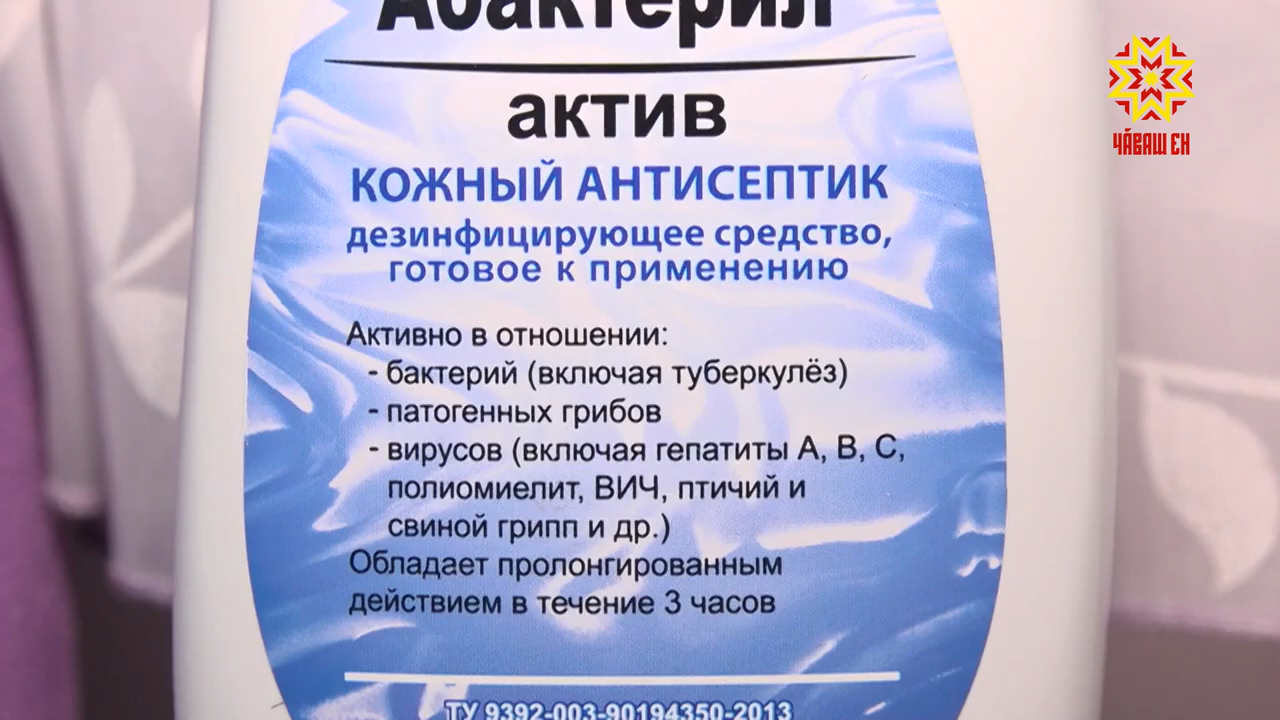 Абактерил
актив
КОЖНЫЙ АНТИСЕПТИК
дезинфицирующее средство,
готовое к применению
Активно в отношении:
- бактерий (включая туберкулёз)
- патогенных грибов
- вирусов (включая гепатиты А, В, С,
полиомиелит, ВИЧ, птичий и
свиной грипп и др.)
Обладает пролонгированным
действием в течение 3 часов
ТУ 9392-003-90194350-2013
ЧӐВАШ ЕН